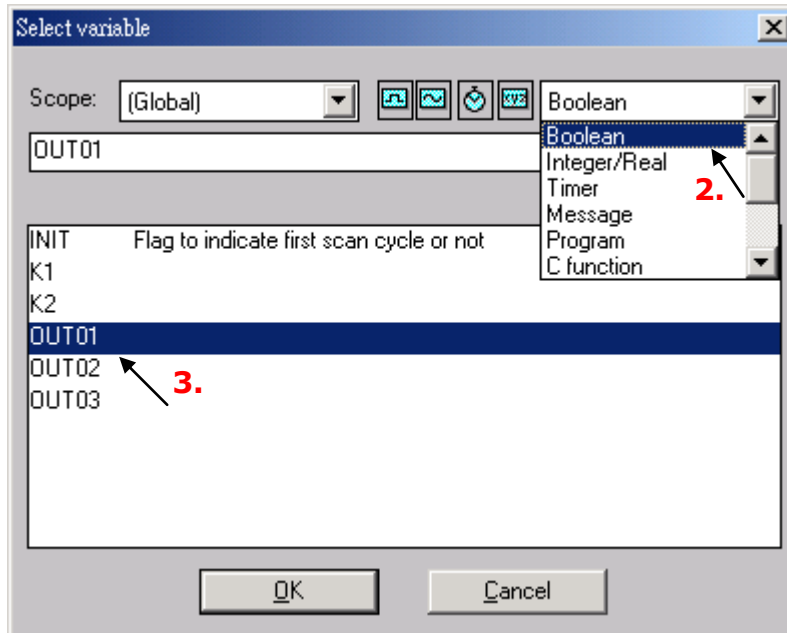 Select variable
Scope: (Global) xyz Boolean
OUT01
Boolean
Integer/Real
Timer
Message
Program
C function
2.
INIT Flag to indicate first scan cycle or not
K1
K2
OUT01
OUT02
OUT03
3.
OK Cancel